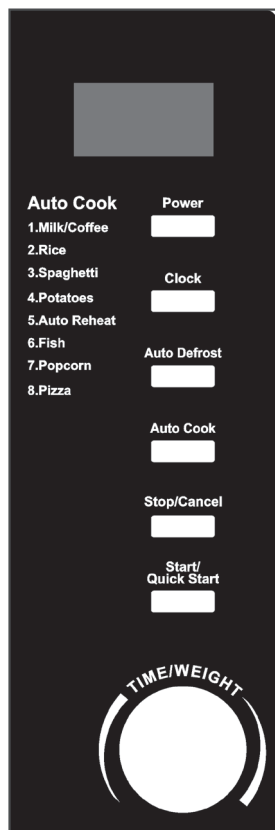 Auto Cook
1.Milk/Coffee
2.Rice
3.Spaghetti
4.Potatoes
5.Auto Reheat
6.Fish
7.Popcorn
8.Pizza
Power
Clock
Auto Defrost
Auto Cook
Stop/Cancel
Start/
Quick Start
TIME/WEIGHT